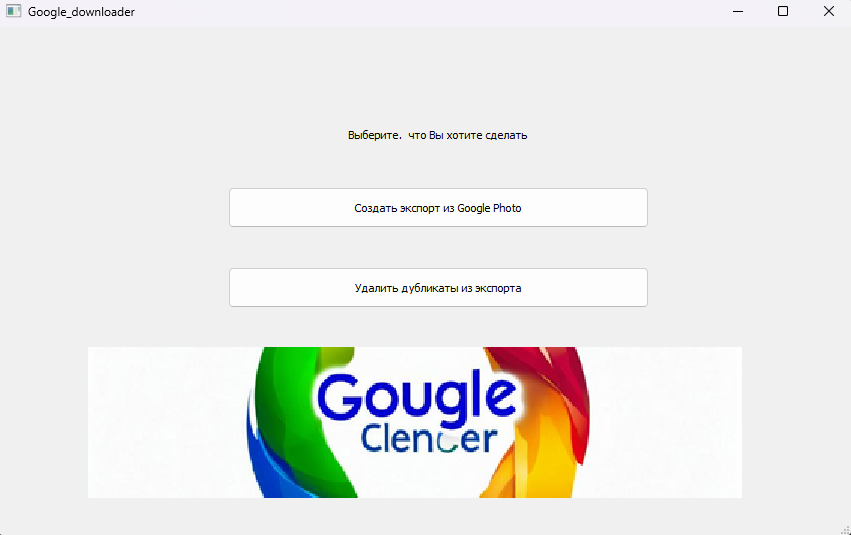 Google_downloader
Выберите. что Вы хотите сделать
Создать экспорт из Google Photo
Удалить дубликаты из экспорта
Gougle
Clencer